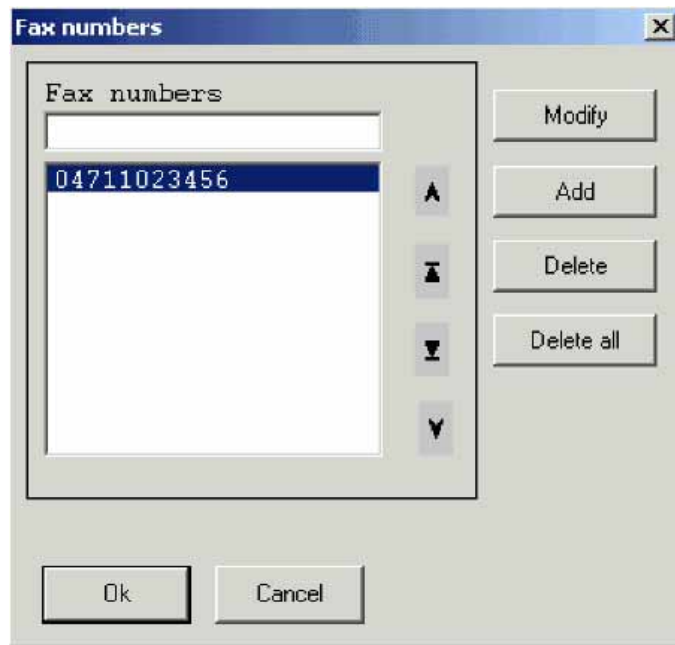 Fax numbers
Fax numbers
04711023456
Modify
Add
Delete
Delete all
Ok
Cancel